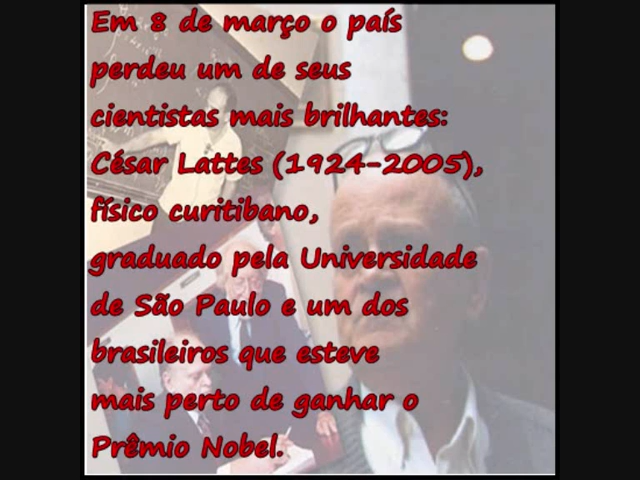 Em 8 de março o país
perdeu um de seus
cientistas mais brilhantes:
César Lattes (1924-2005),
físico curitibano,
graduado pela Universidade
de São Paulo e um dos
brasileiros que esteve
mais perto de ganhar o
Prêmio Nobel.